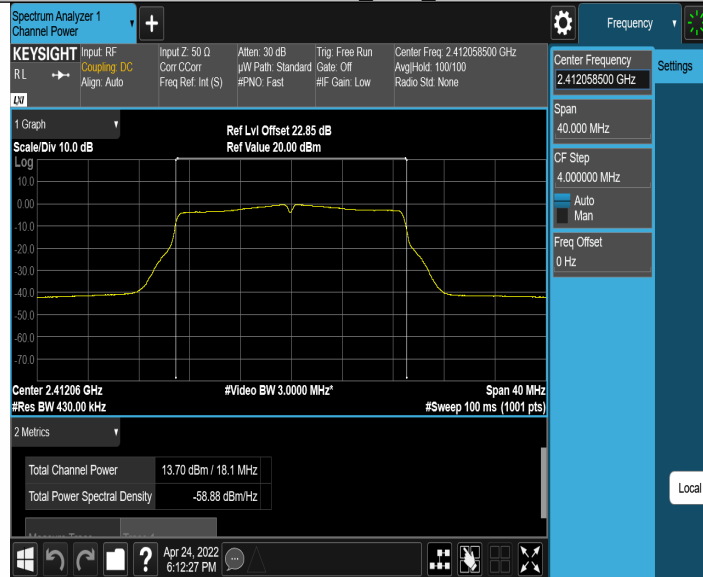 Spectrum Analyzer 1
Channel Power
Frequency
KEYSIGHT
RL
LXI
Input: RF
Coupling: DC
Align: Auto
Input Z: 50 Ω
Corr CCorr
Freq Ref: Int (S)
Atten: 30 dB
µW Path: Standard
#PNO: Fast
Trig: Free Run
Gate: Off
#IF Gain: Low
Center Freq: 2.412058500 GHz
Avg|Hold: 100/100
Radio Std: None
Center Frequency
2.412058500 GHz
Settings
Span
40.000 MHz
CF Step
4.000000 MHz
Auto
Man
Freq Offset
0 Hz
Local
1 Graph
Scale/Div 10.0 dB
Ref Lvl Offset 22.85 dB
Ref Value 20.00 dBm
Log
10.0
0.00
-10.0
-20.0
-30.0
-40.0
-50.0
-60.0
-70.0
Center 2.41206 GHz
#Video BW 3.0000 MHz*
Span 40 MHz
#Res BW 430.00 kHz
#Sweep 100 ms (1001 pts)
2 Metrics
Total Channel Power
13.70 dBm / 18.1 MHz
Total Power Spectral Density
-58.88 dBm/Hz
?
Apr 24, 2022
6:12:27 PM